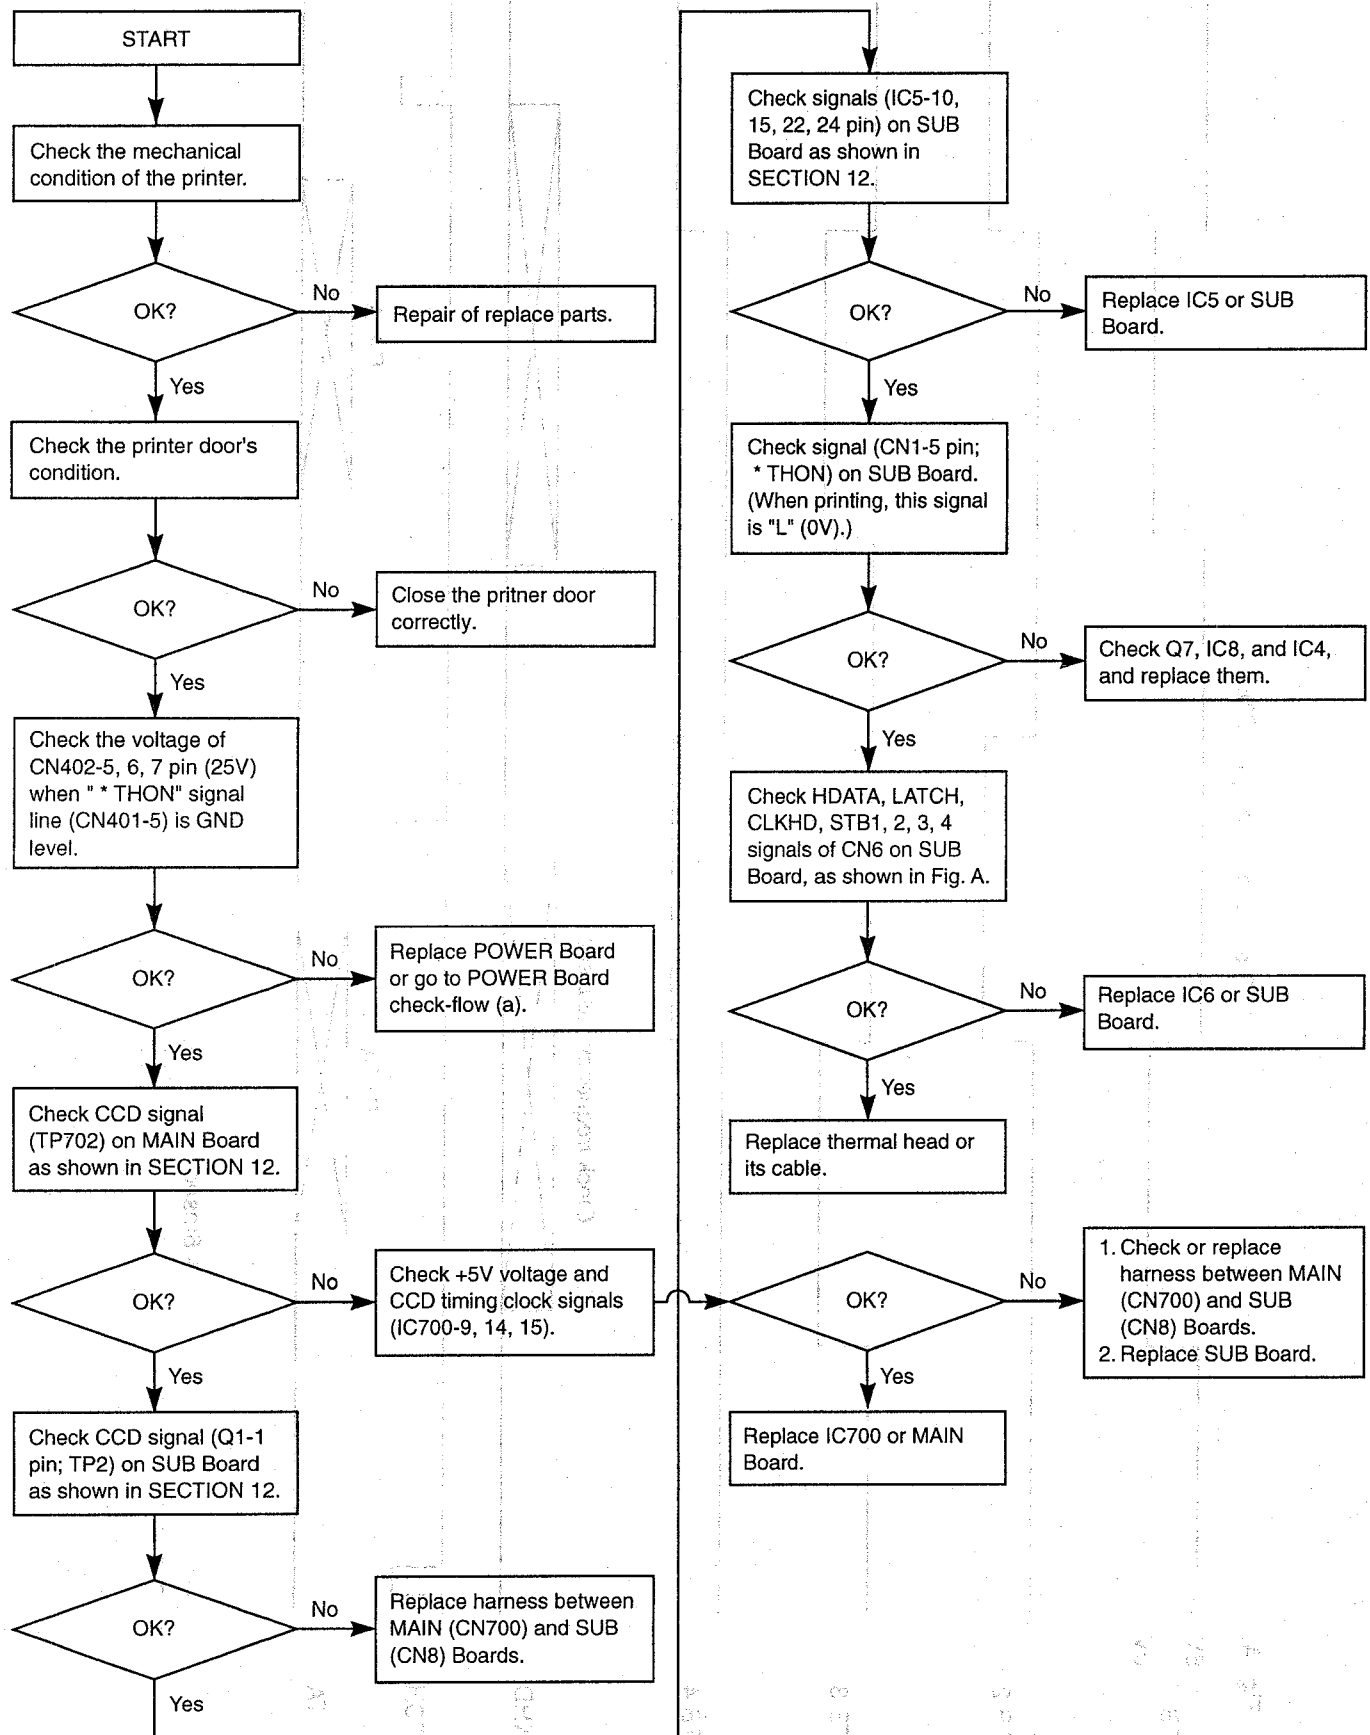 START
Check the mechanical
condition of the printer.
OK?
No
Repair of replace parts.
Yes
Check the printer door's
condition.
OK?
No
Close the pritner door
correctly.
Yes
Check the voltage of
CN402-5, 6, 7 pin (25V)
when " * THON" signal
line (CN401-5) is GND
level.
OK?
No
Replace POWER Board
or go to POWER Board
check-flow (a).
Yes
Check CCD signal
(TP702) on MAIN Board
as shown in SECTION 12.
OK?
No
Check +5V voltage and
CCD timing clock signals
(IC700-9, 14, 15).
Yes
Check CCD signal (Q1-1
pin; TP2) on SUB Board
as shown in SECTION 12.
OK?
No
Replace harness between
MAIN (CN700) and SUB
(CN8) Boards.
Yes
Check signals (IC5-10,
15, 22, 24 pin) on SUB
Board as shown in
SECTION 12.
OK?
No
Replace IC5 or SUB
Board.
Yes
Check signal (CN1-5 pin;
* THON) on SUB Board.
(When printing, this signal
is "L" (0V).)
OK?
No
Check Q7, IC8, and IC4,
and replace them.
Yes
Check HDATA, LATCH,
CLKHD, STB1, 2, 3, 4
signals of CN6 on SUB
Board, as shown in Fig. A.
OK?
No
Replace IC6 or SUB
Board.
Yes
Replace thermal head or
its cable.
OK?
No
1. Check or replace
harness between MAIN
(CN700) and SUB
(CN8) Boards.
2. Replace SUB Board.
Yes
Replace IC700 or MAIN
Board.